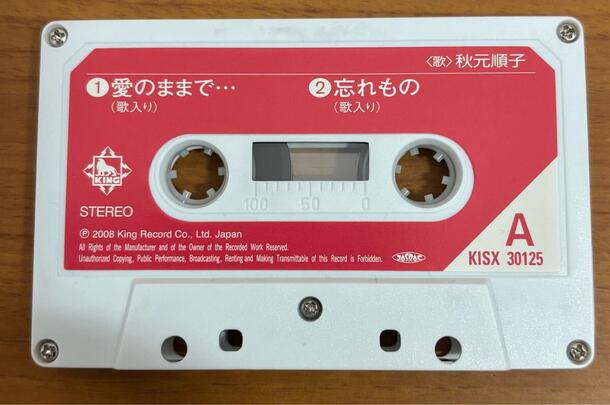 〈歌〉秋元順子
1 愛のままで…
(歌入り)
2 忘れもの
(歌入り)
KING
STEREO
100 50 0
Ⓟ 2008 King Record Co., Ltd. Japan
All Rights of the Manufacturer and of the Owner of the Recorded Work Reserved.
Unauthorized Copying, Public Performance, Broadcasting, Renting and Making Transmittable of this Record is Forbidden.
JASRAC
A
KISX 30125